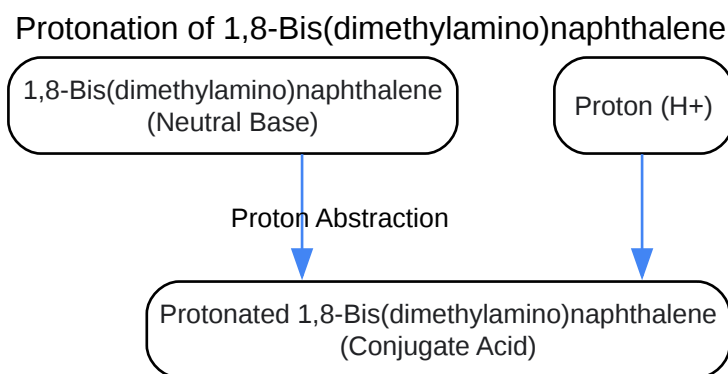 Protonation of 1,8-Bis(dimethylamino)naphthalene
1,8-Bis(dimethylamino)naphthalene
(Neutral Base)
Proton (H+)
Proton Abstraction
Protonated 1,8-Bis(dimethylamino)naphthalene
(Conjugate Acid)